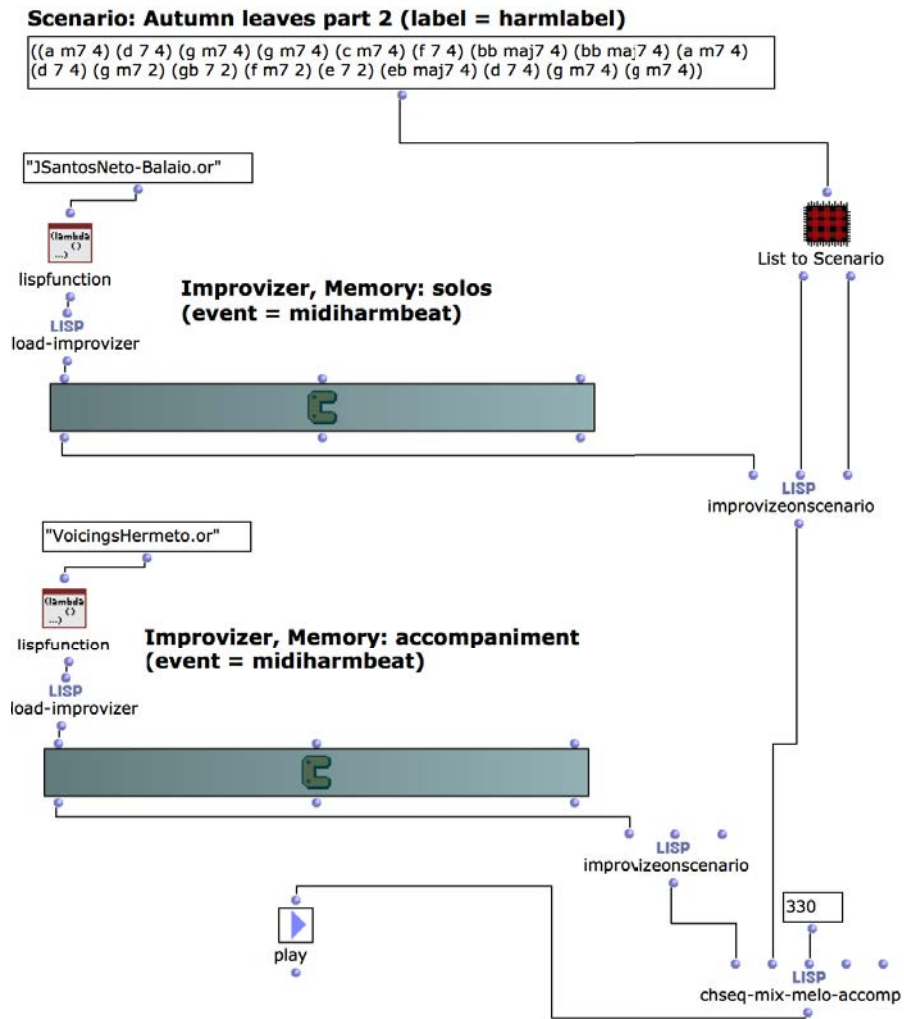 Scenario: Autumn leaves part 2 (label = harmlabel)
((a m7 4) (d 7 4) (g m7 4) (g m7 4) (c m7 4) (f 7 4) (bb maj7 4) (bb maj7 4) (a m7 4)
(d 7 4) (g m7 2) (gb 7 2) (f m7 2) (e 7 2) (eb maj7 4) (d 7 4) (g m7 4) (g m7 4))
"JSantosNeto-Balaio.or"
(lambda
()
...)
lispfunction
LISP
load-improvizer
List to Scenario
Improvizer, Memory: solos
(event = midiharmbeat)
LISP
improvizeonscenario
"VoicingsHermeto.or"
(lambda
()
...)
lispfunction
LISP
load-improvizer
Improvizer, Memory: accompaniment
(event = midiharmbeat)
LISP
improvizeonscenario
330
play
LISP
chseq-mix-melo-accomp